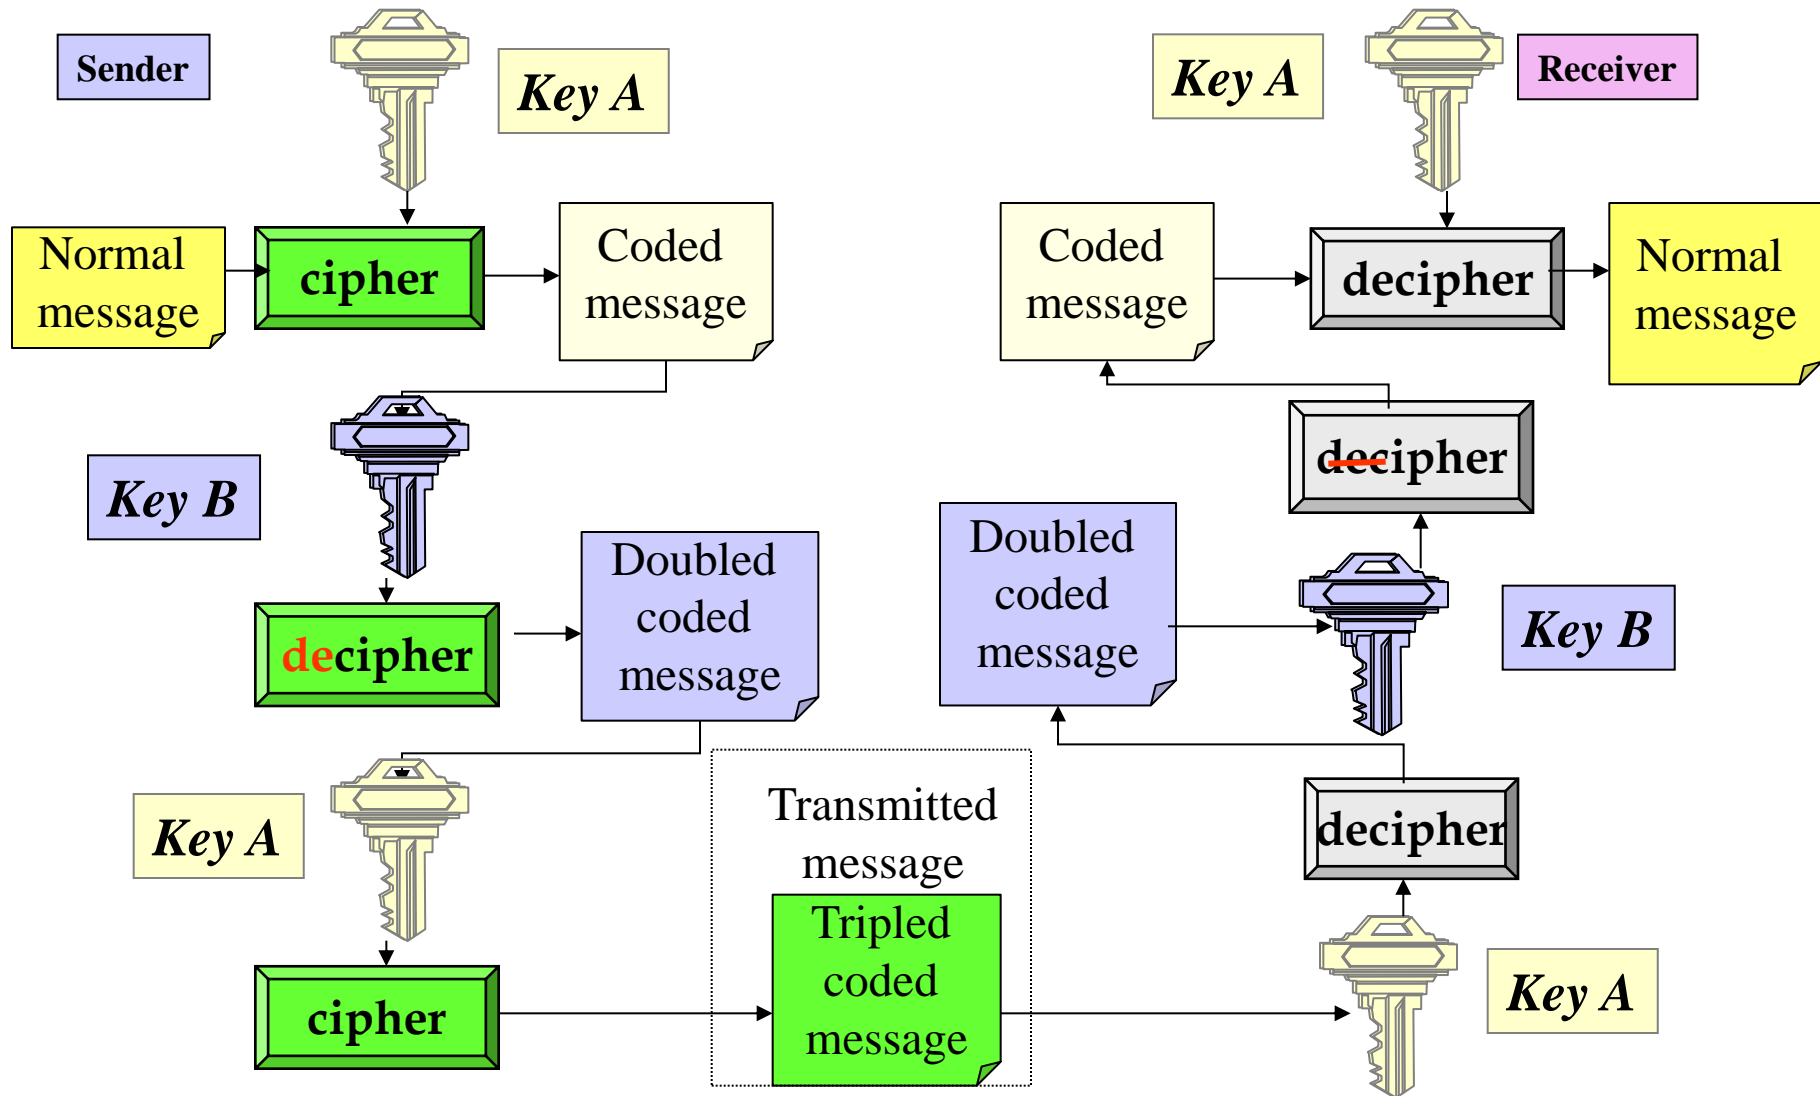 Sender
Key A
Normal
message
cipher
Coded
message
Key B
decipher
Doubled
coded
message
Key A
cipher
Transmitted
message
Tripled
coded
message
Key A
Receiver
Coded
message
decipher
Normal
message
decipher
Doubled
coded
message
Key B
decipher
Key A